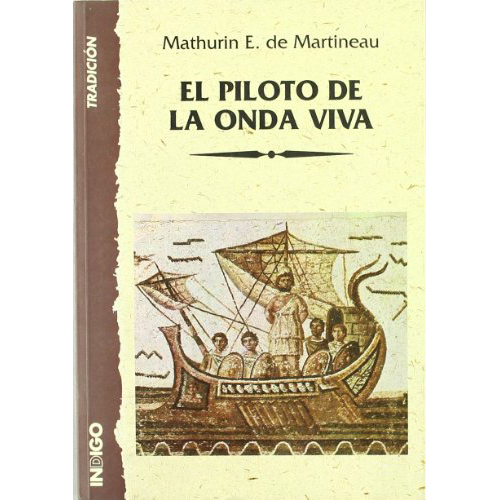 Mathurin E. de Martineau
EL PILOTO DE
LA ONDA VIVA
TRADICIÓN
INDIGO